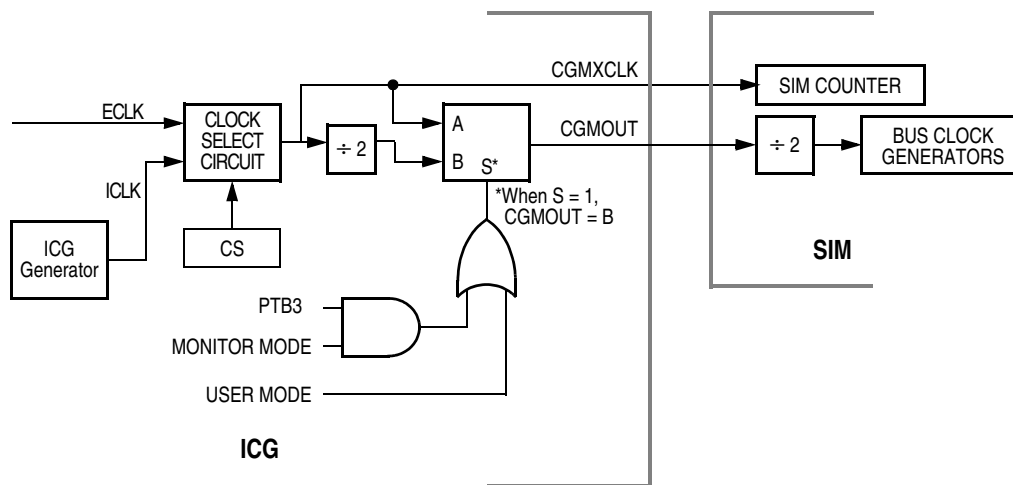 CGMXCLK
SIM COUNTER
ECLK
CLOCK
SELECT
CIRCUIT
A
CGMOUT
÷ 2
÷ 2
BUS CLOCK
GENERATORS
B
S*
ICLK
*When S = 1,
CGMOUT = B
ICG
Generator
CS
SIM
PTB3
MONITOR MODE
USER MODE
ICG